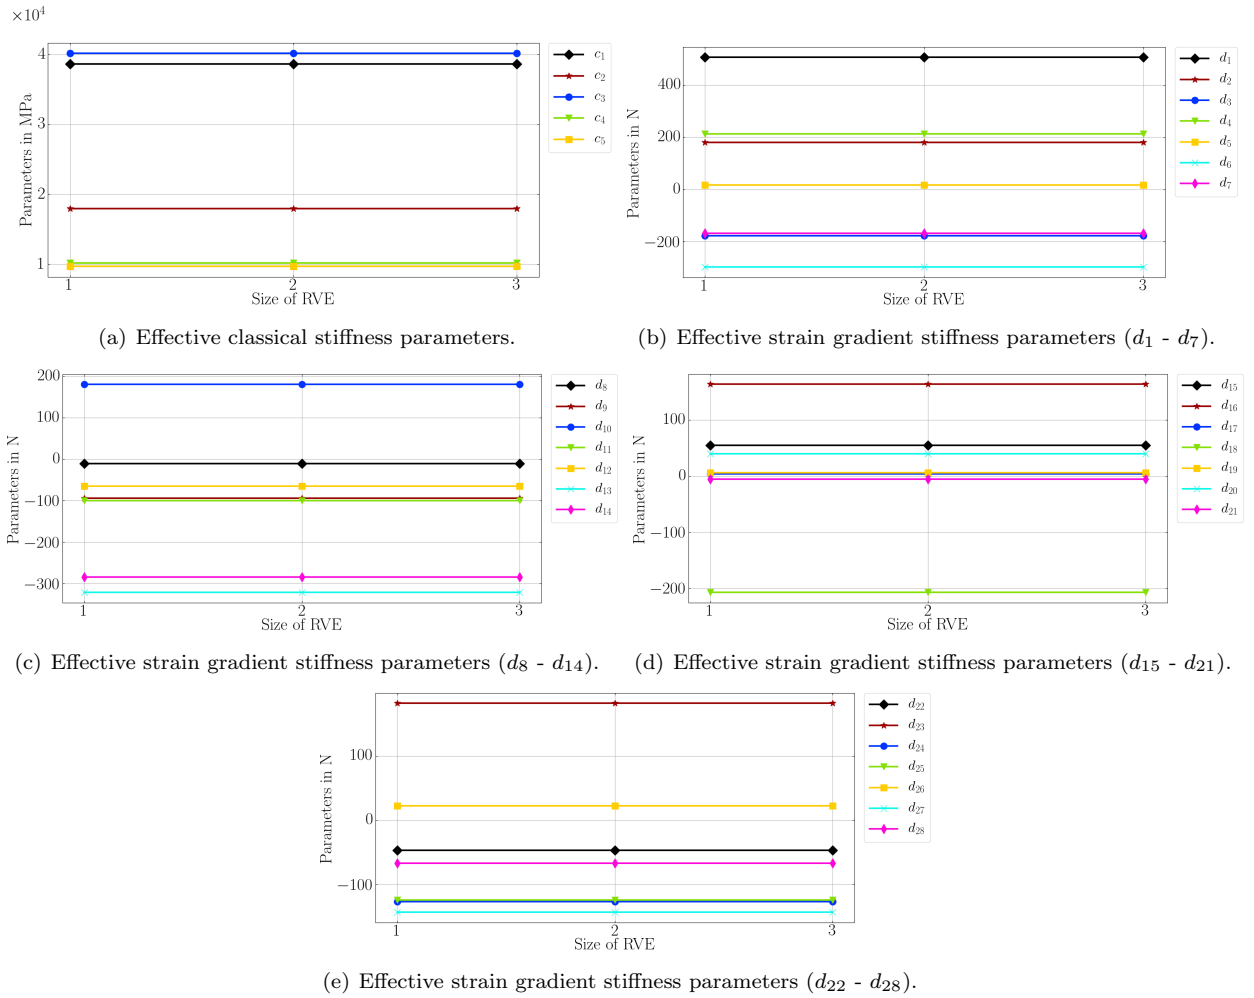 ×10⁴
4
3
2
1
Parameters in MPa
1 2 3
Size of RVE
c₁
c₂
c₃
c₄
c₅
(a) Effective classical stiffness parameters.
400
200
0
−200
Parameters in N
1 2 3
Size of RVE
d₁
d₂
d₃
d₄
d₅
d₆
d₇
(b) Effective strain gradient stiffness parameters (d₁ - d₇).
200
100
0
−100
−200
−300
Parameters in N
1 2 3
Size of RVE
d₈
d₉
d₁₀
d₁₁
d₁₂
d₁₃
d₁₄
(c) Effective strain gradient stiffness parameters (d₈ - d₁₄).
100
0
−100
−200
Parameters in N
1 2 3
Size of RVE
d₁₅
d₁₆
d₁₇
d₁₈
d₁₉
d₂₀
d₂₁
(d) Effective strain gradient stiffness parameters (d₁₅ - d₂₁).
100
0
−100
Parameters in N
1 2 3
Size of RVE
d₂₂
d₂₃
d₂₄
d₂₅
d₂₆
d₂₇
d₂₈
(e) Effective strain gradient stiffness parameters (d₂₂ - d₂₈).